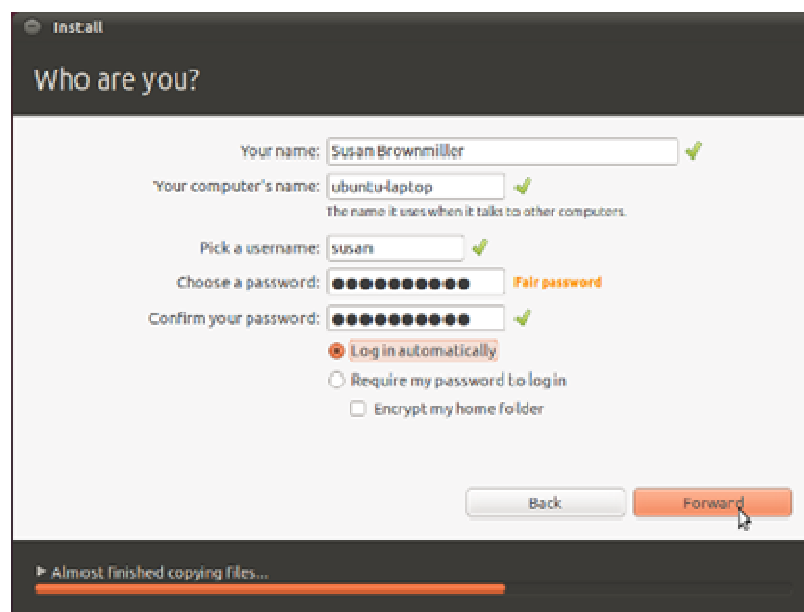 Install
Who are you?
Your name: Susan Brownmiller
Your computer's name: ubuntu-laptop
The name it uses when it talks to other computers.
Pick a username: susan
Choose a password: ●●●●●●●●●● Fair password
Confirm your password: ●●●●●●●●●●
Log in automatically
Require my password to log in
Encrypt my home folder
Back Forward
Almost finished copying files...